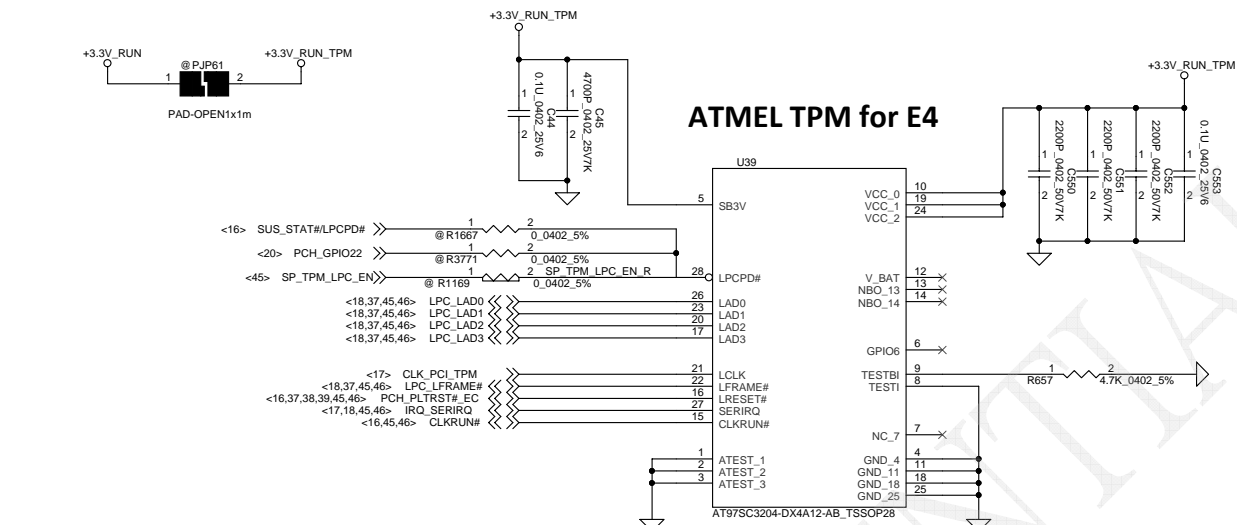 +3.3V_RUN
@ PJP61
+3.3V_RUN_TPM
1
2
PAD-OPEN1x1m
+3.3V_RUN_TPM
1
2
0.1U_0402_25V6
C44
1
2
4700P_0402_25V7K
C45
ATMEL TPM for E4
+3.3V_RUN_TPM
1
2
2200P_0402_50V7K
C550
1
2
2200P_0402_50V7K
C551
1
2
2200P_0402_50V7K
C552
1
2
0.1U_0402_25V6
C553
U39
5 SB3V
VCC_0 10
VCC_1 19
VCC_2 24
<16> SUS_STAT#/LPCPD# 1 2
@ R1667 0_0402_5%
<20> PCH_GPIO22 1 2
@ R3771 0_0402_5%
<45> SP_TPM_LPC_EN 1 2 SP_TPM_LPC_EN_R 28 LPCPD#
@ R1169 0_0402_5%
V_BAT 12
NBO_13 13
NBO_14 14
<18,37,45,46> LPC_LAD0 26 LAD0
<18,37,45,46> LPC_LAD1 23 LAD1
<18,37,45,46> LPC_LAD2 20 LAD2
<18,37,45,46> LPC_LAD3 17 LAD3
GPIO6 6
<17> CLK_PCI_TPM 21 LCLK
<18,37,45,46> LPC_LFRAME# 22 LFRAME#
<16,37,38,39,45,46> PCH_PLTRST#_EC 16 LRESET#
<17,18,45,46> IRQ_SERIRQ 27 SERIRQ
<16,45,46> CLKRUN# 15 CLKRUN#
TESTBI 9
TESTI 8
1 2
R657 4.7K_0402_5%
NC_7 7
1 ATEST_1
2 ATEST_2
3 ATEST_3
GND_4 4
GND_11 11
GND_18 18
GND_25 25
AT97SC3204-DX4A12-AB_TSSOP28